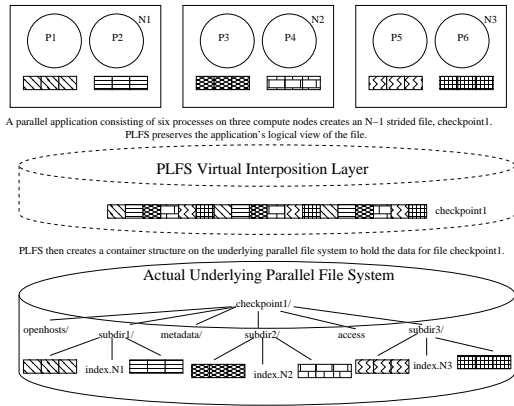 N1
N2
N3
P1
P2
P3
P4
P5
P6
A parallel application consisting of six processes on three compute nodes creates an N−1 strided file, checkpoint1.
PLFS preserves the application's logical view of the file.
PLFS Virtual Interposition Layer
checkpoint1
PLFS then creates a container structure on the underlying parallel file system to hold the data for file checkpoint1.
Actual Underlying Parallel File System
checkpoint1/
openhosts/
subdir1/
metadata/
subdir2/
access
subdir3/
index.N1
index.N2
index.N3